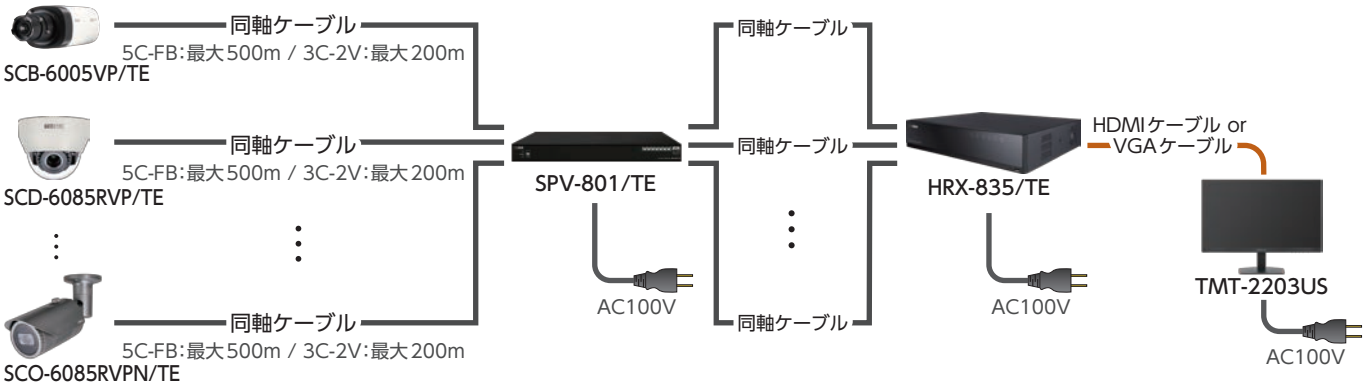 同軸ケーブル
5C-FB：最大500m / 3C-2V：最大200m
SCB-6005VP/TE
同軸ケーブル
5C-FB：最大500m / 3C-2V：最大200m
SCD-6085RVP/TE
同軸ケーブル
5C-FB：最大500m / 3C-2V：最大200m
SCO-6085RVPN/TE
SPV-801/TE
AC100V
同軸ケーブル
同軸ケーブル
同軸ケーブル
HRX-835/TE
AC100V
HDMIケーブル or
VGAケーブル
TMT-2203US
AC100V